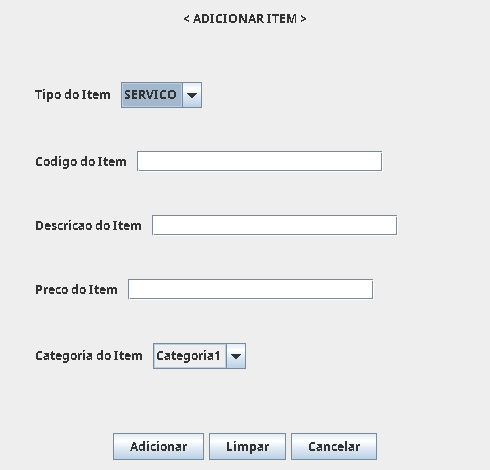 < ADICIONAR ITEM >
Tipo do Item SERVICO
Codigo do Item
Descricao do Item
Preco do Item
Categoria do Item Categoria1
Adicionar Limpar Cancelar